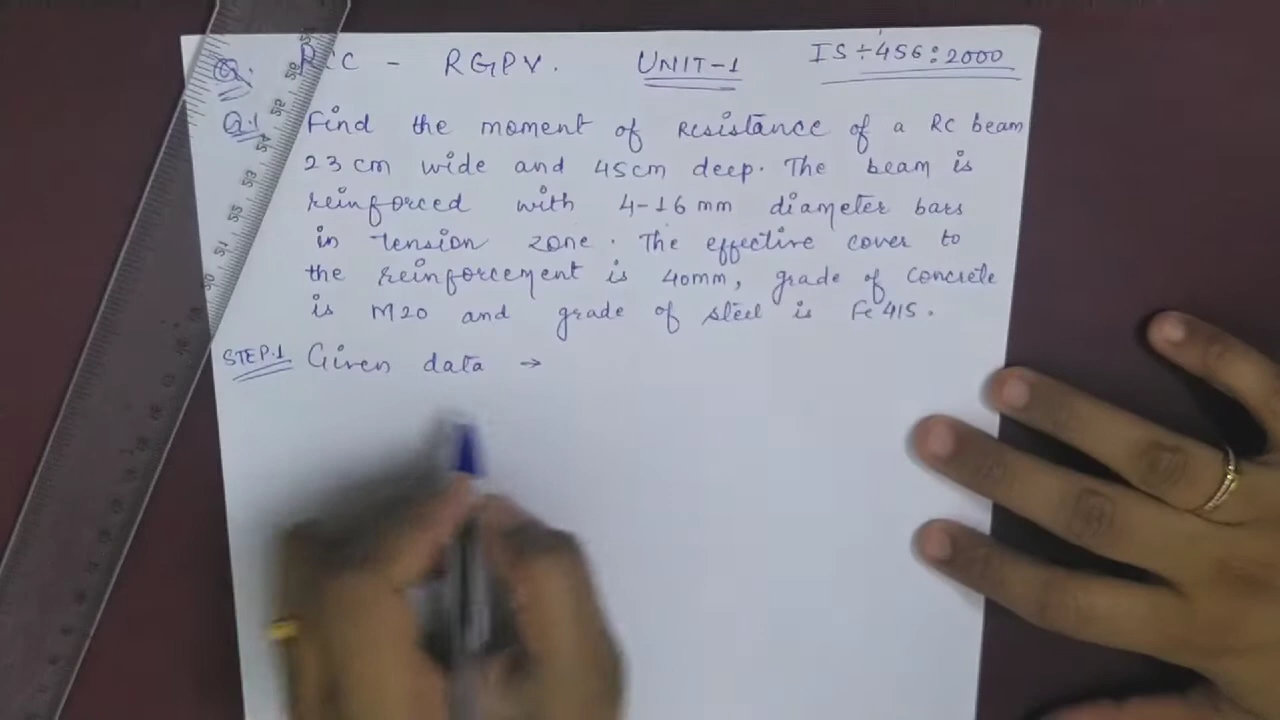 Q. RCC - RGPV. UNIT-1 IS÷456:2000
Q.1 Find the moment of resistance of a RC beam
23 cm wide and 45cm deep. The beam is
reinforced with 4-16 mm diameter bars
in tension zone. The effective cover to
the reinforcement is 40mm, grade of concrete
is M20 and grade of steel is Fe 415.
STEP.1 Given data →